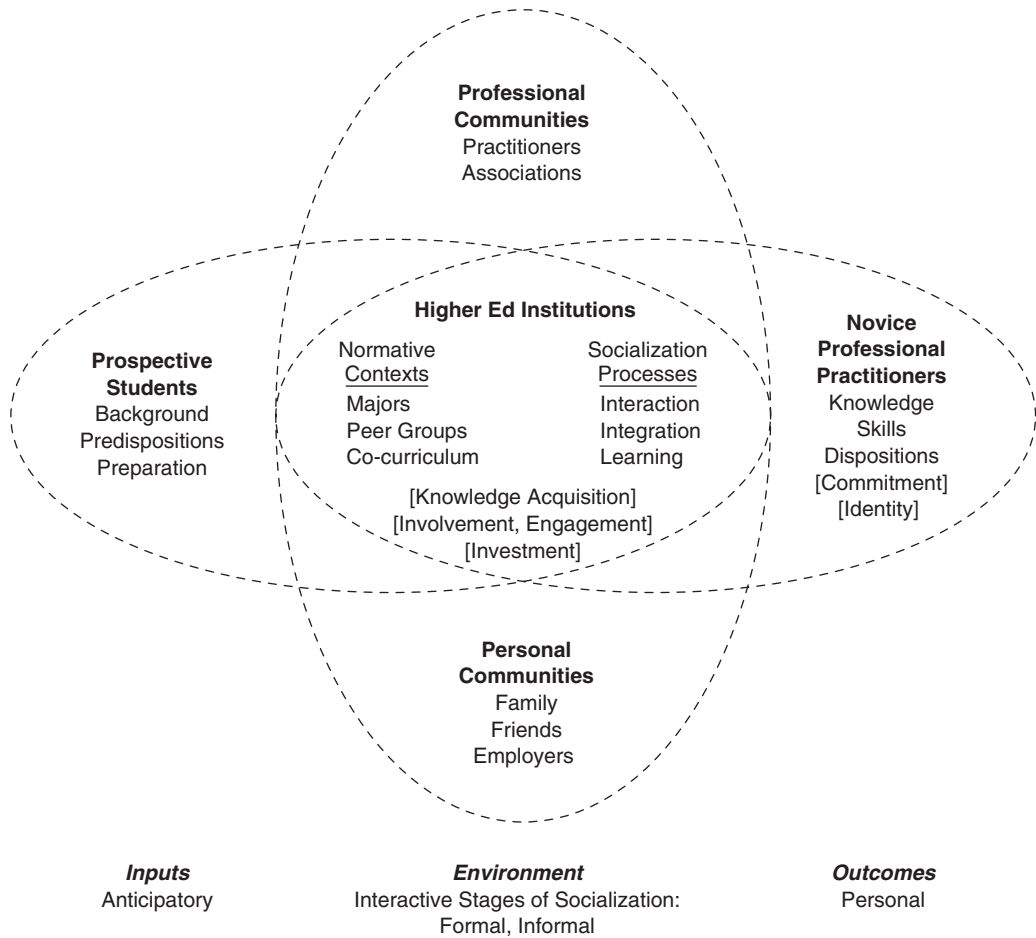 Professional
Communities
Practitioners
Associations
Prospective
Students
Background
Predispositions
Preparation
Higher Ed Institutions
Normative
Contexts
Majors
Peer Groups
Co-curriculum
Socialization
Processes
Interaction
Integration
Learning
[Knowledge Acquisition]
[Involvement, Engagement]
[Investment]
Novice
Professional
Practitioners
Knowledge
Skills
Dispositions
[Commitment]
[Identity]
Personal
Communities
Family
Friends
Employers
Inputs
Anticipatory
Environment
Interactive Stages of Socialization:
Formal, Informal
Outcomes
Personal